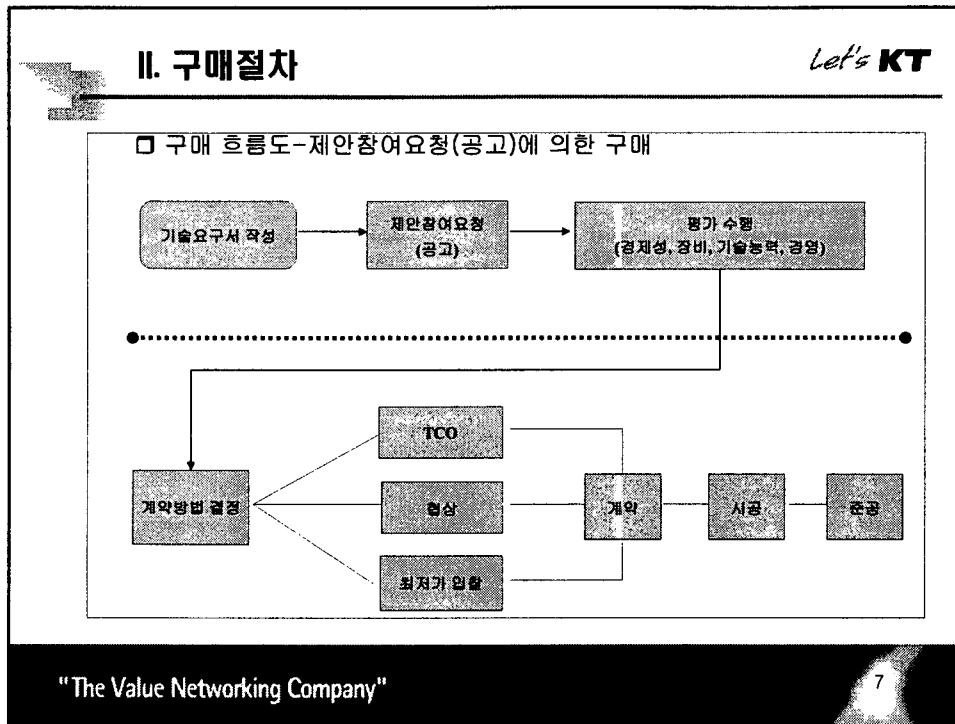 II. 구매절차
Let's KT
구매 흐름도-제안참여요청(공고)에 의한 구매
기술요구서 작성
제안참여요청
(공고)
평가 수행
(경제성, 장비, 기술능력, 경영)
계약방법 결정
TCO
협상
최저가 입찰
계약
시공
준공
"The Value Networking Company"
7